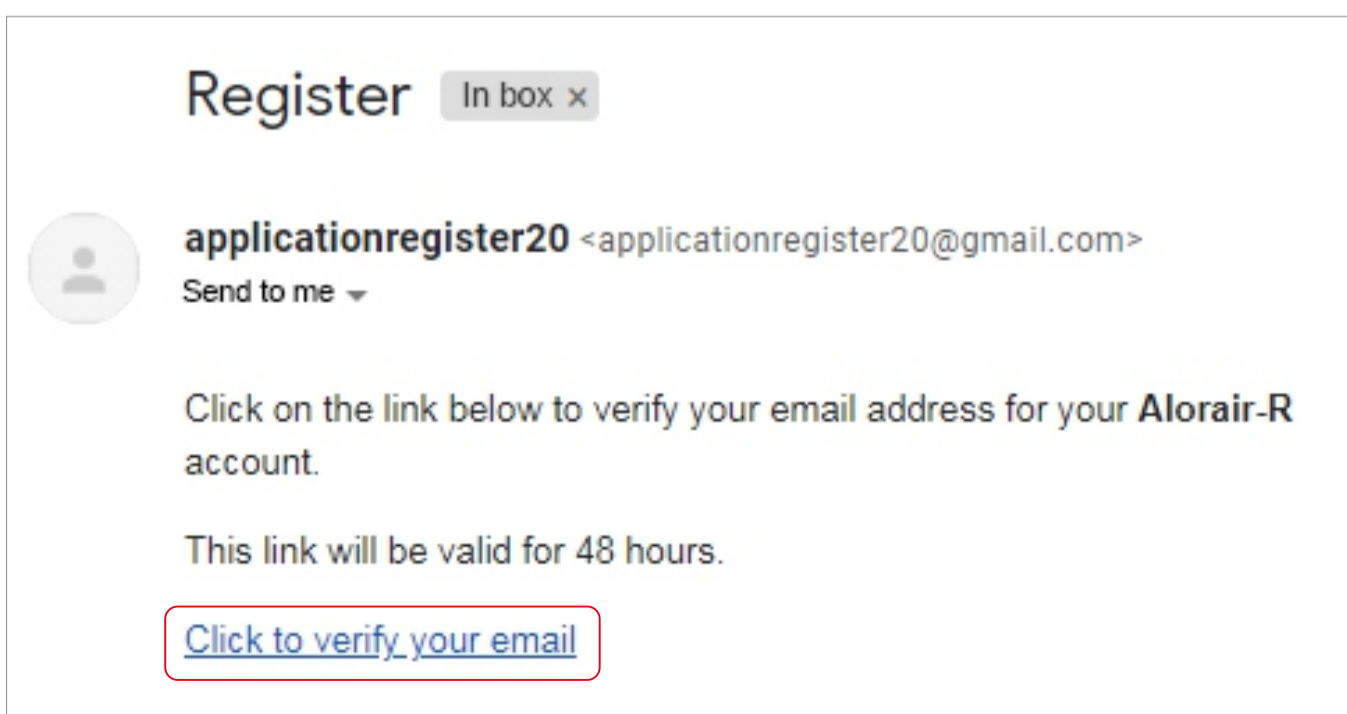 Register In box ×
applicationregister20 <applicationregister20@gmail.com>
Send to me
Click on the link below to verify your email address for your Alorair-R
account.
This link will be valid for 48 hours.
Click to verify your email